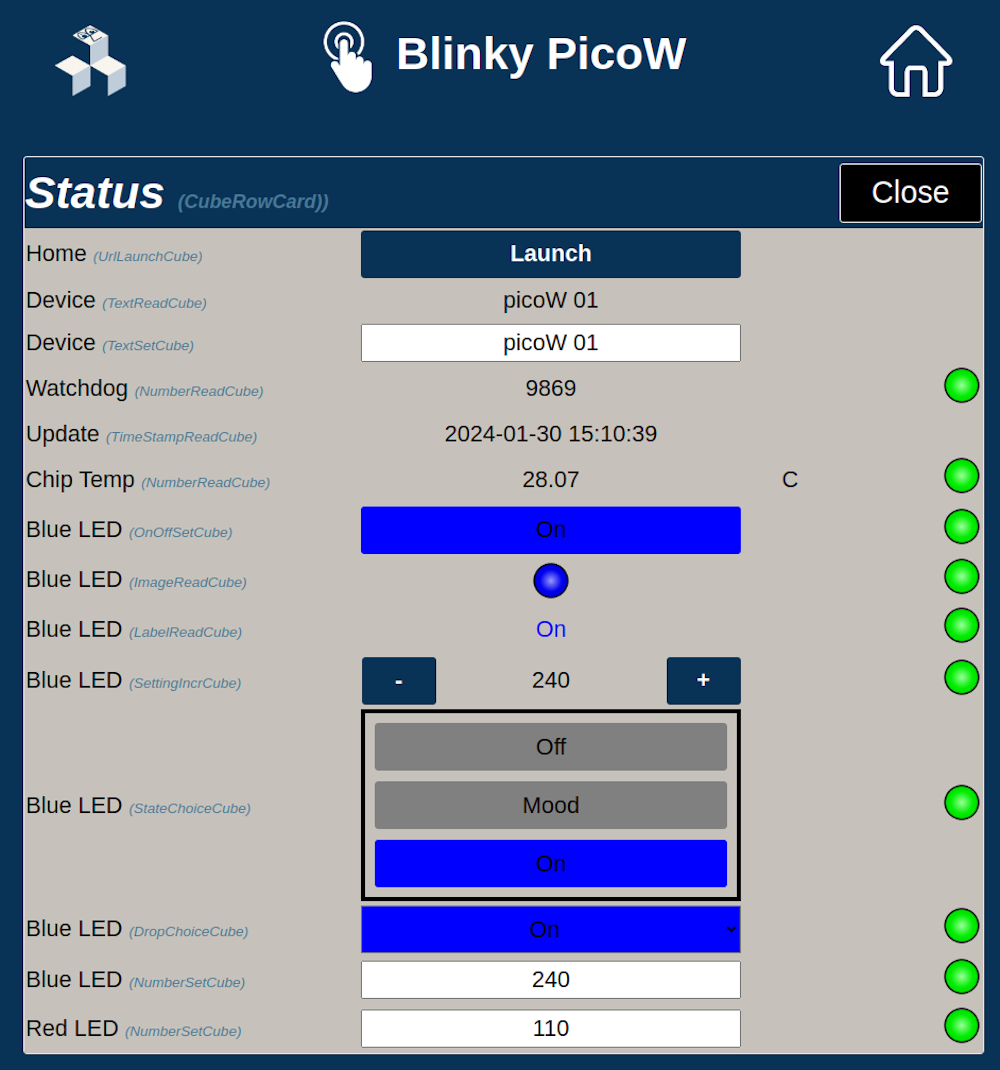 Blinky PicoW
Status (CubeRowCard)) Close
Home (UrlLaunchCube) Launch
Device (TextReadCube) picoW 01
Device (TextSetCube) picoW 01
Watchdog (NumberReadCube) 9869
Update (TimeStampReadCube) 2024-01-30 15:10:39
Chip Temp (NumberReadCube) 28.07 C
Blue LED (OnOffSetCube) On
Blue LED (ImageReadCube)
Blue LED (LabelReadCube) On
Blue LED (SettingIncrCube) - 240 +
Off
Blue LED (StateChoiceCube) Mood
On
Blue LED (DropChoiceCube) On
Blue LED (NumberSetCube) 240
Red LED (NumberSetCube) 110